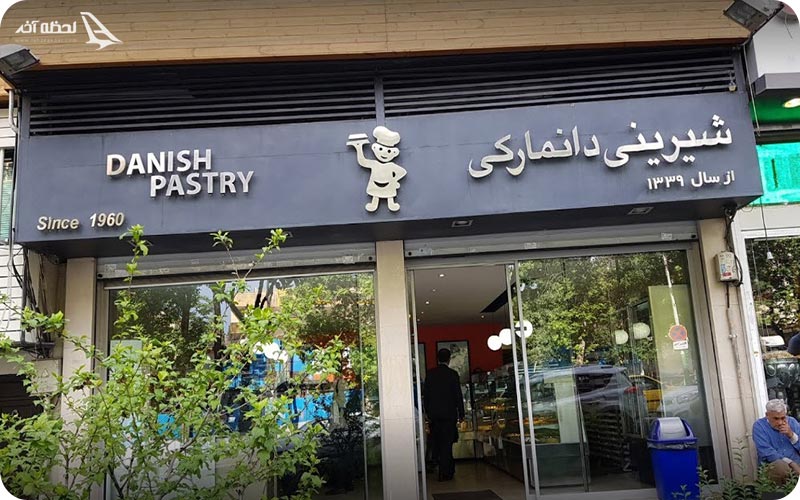 لحظه آخر
DANISH
PASTRY
Since 1960
شیرینی دانمارکی
از سال ۱۳۳۹